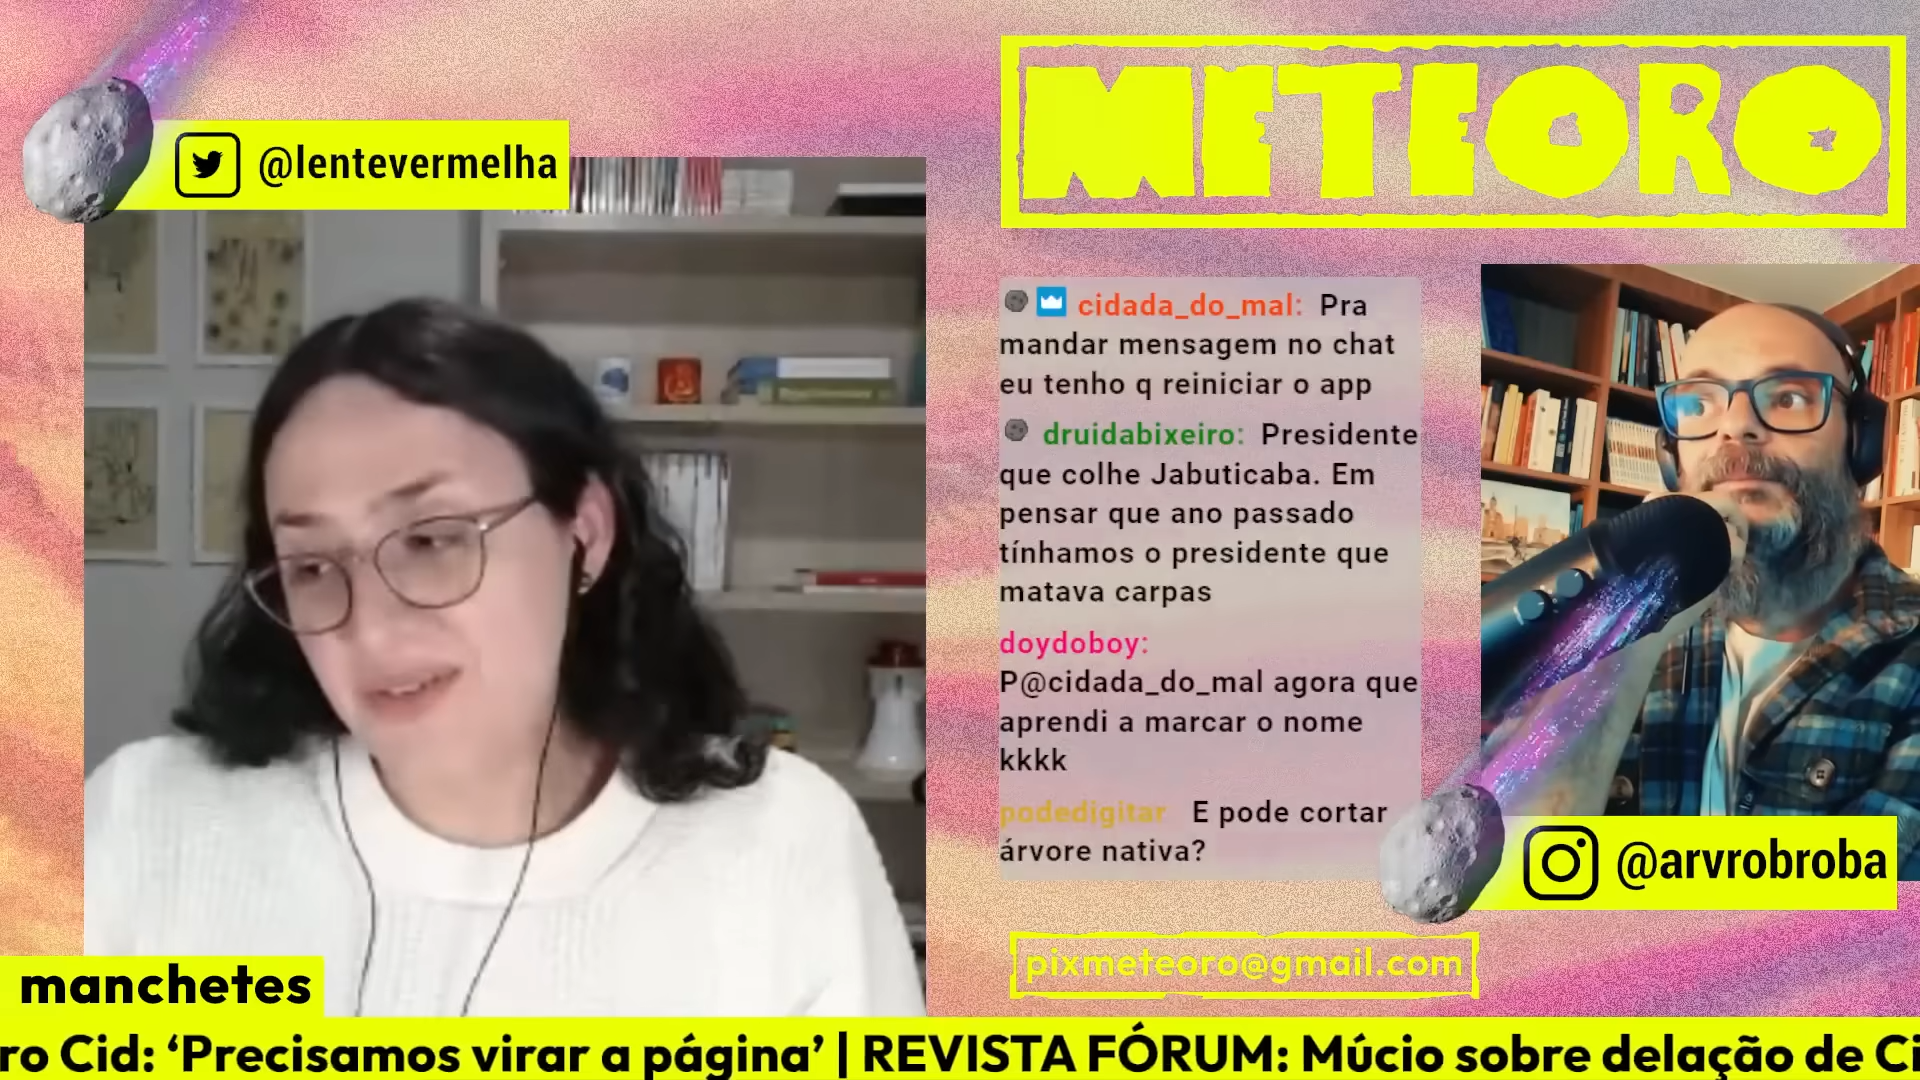 @lentevermelha
METEORO
cidada_do_mal: Pra
mandar mensagem no chat
eu tenho q reiniciar o app
druidabixeiro: Presidente
que colhe Jabuticaba. Em
pensar que ano passado
tínhamos o presidente que
matava carpas
doydoboy:
P@cidada_do_mal agora que
aprendi a marcar o nome
kkkk
podedigitar E pode cortar
árvore nativa?
@arvrobroba
pixmeteoro@gmail.com
manchetes
ro Cid: ‘Precisamos virar a página’ | REVISTA FÓRUM: Múcio sobre delação de Ci